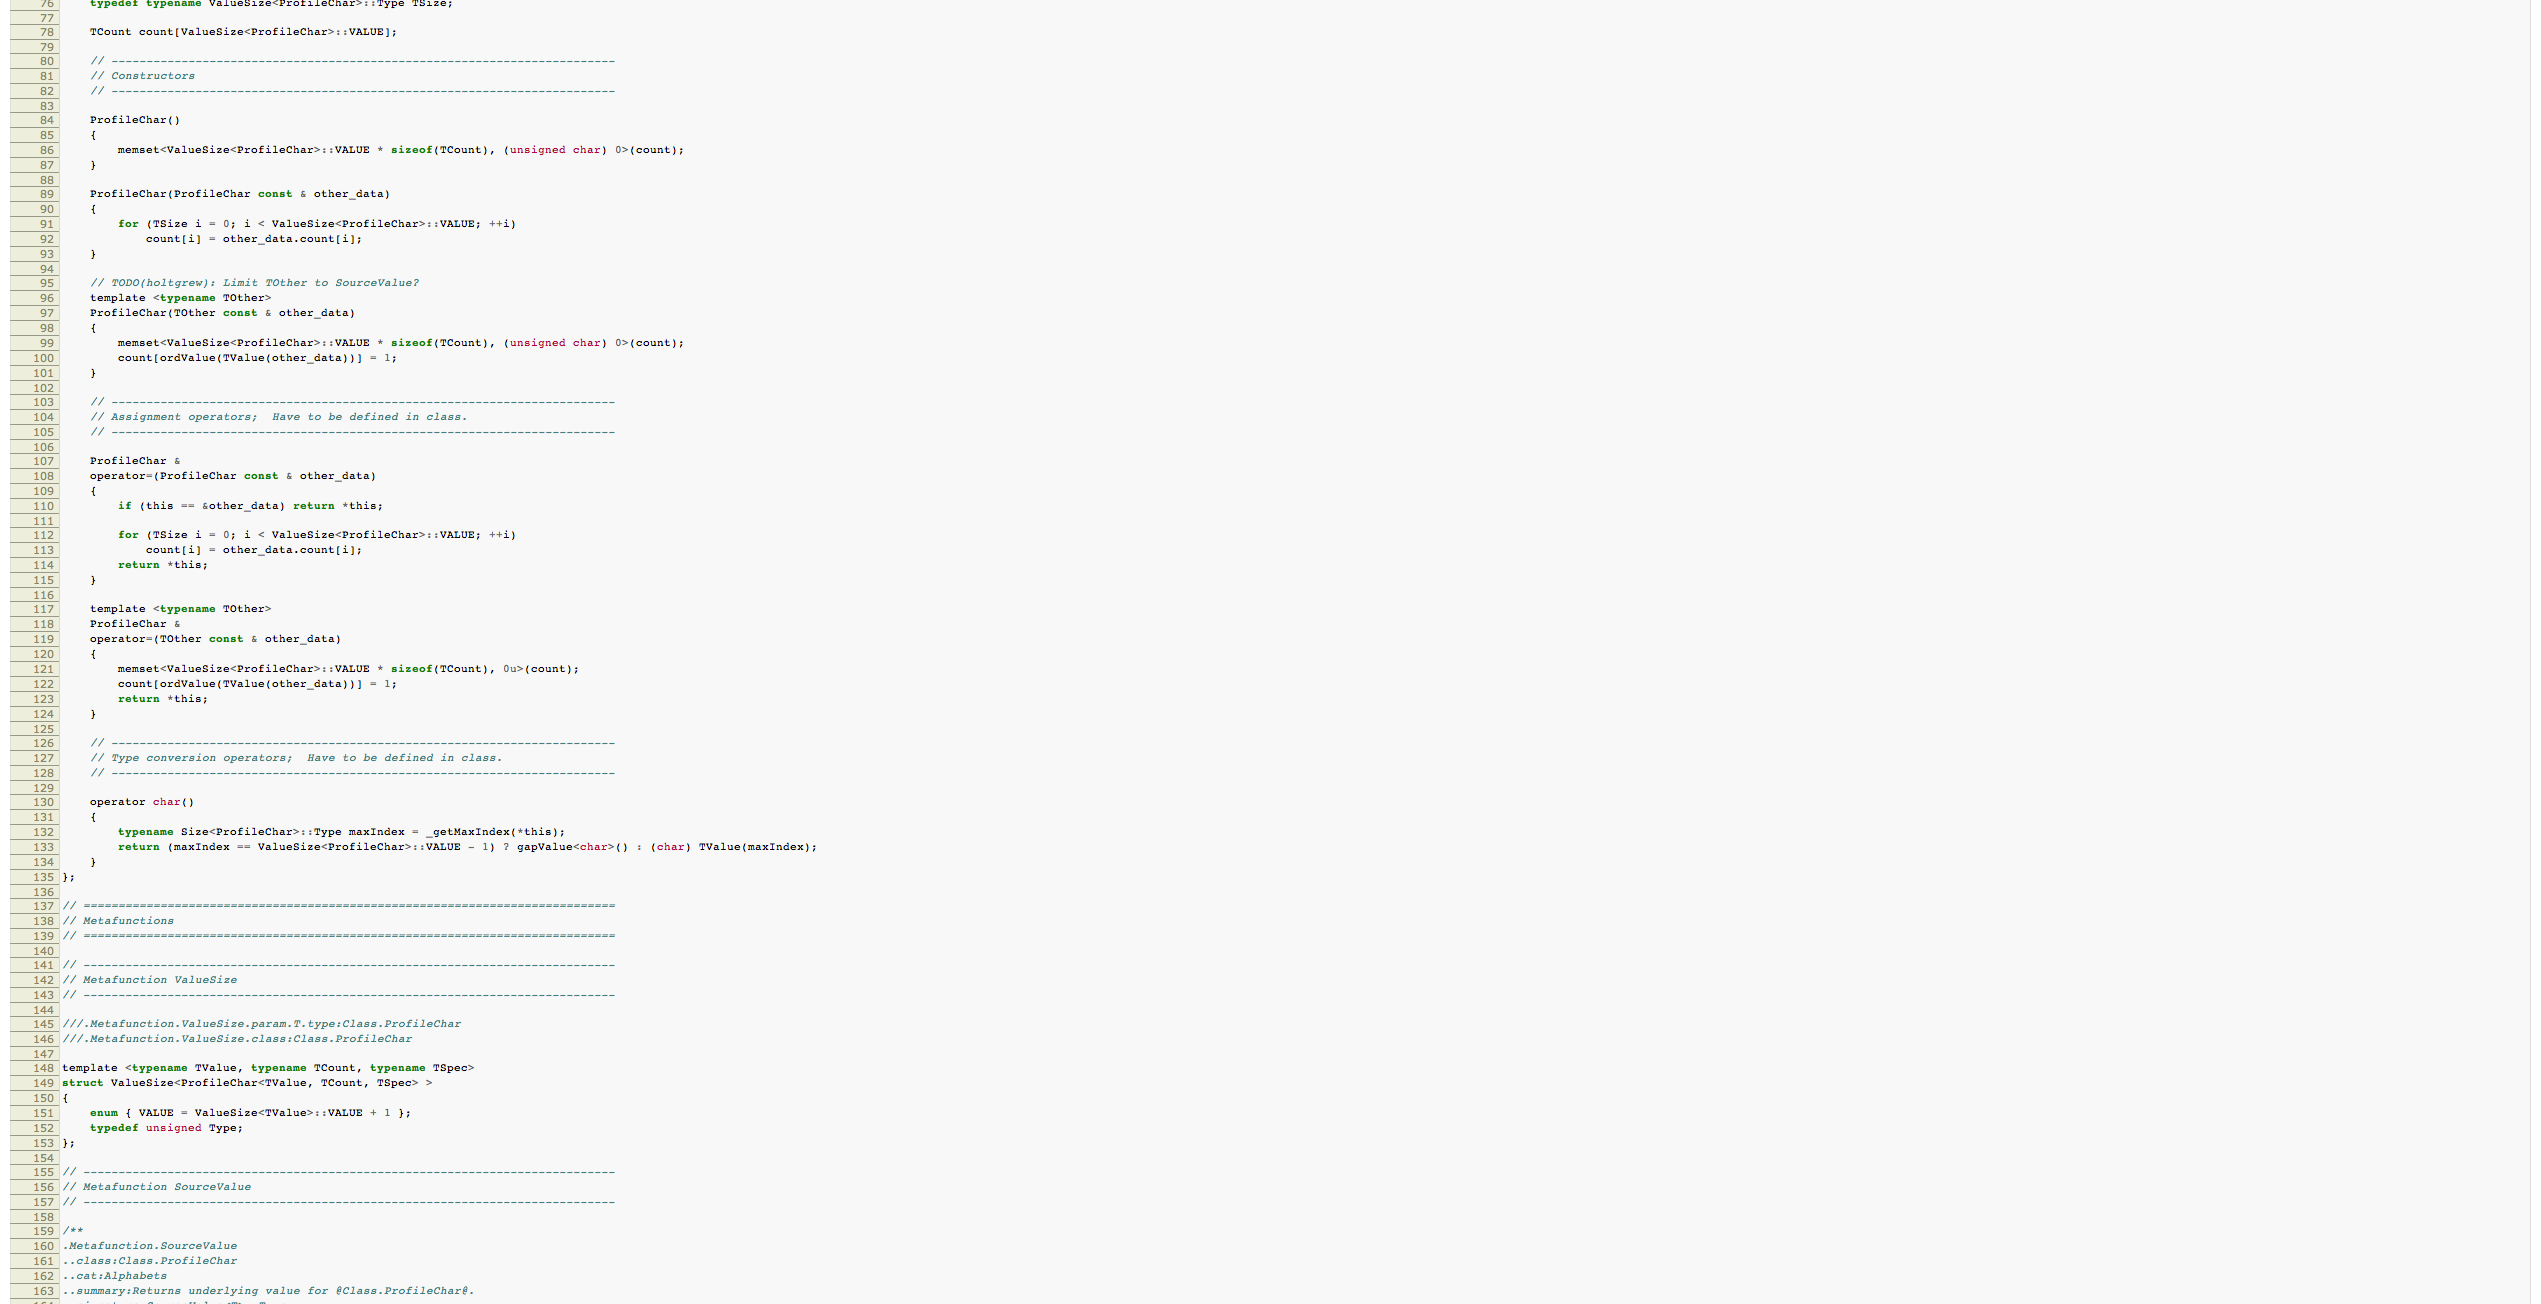 76 typedef typename ValueSize<ProfileChar>::Type TSize;
77
78 TCount count[ValueSize<ProfileChar>::VALUE];
79
80 // ------------------------------------------------------------------------
81 // Constructors
82 // ------------------------------------------------------------------------
83
84 ProfileChar()
85 {
86 memset<ValueSize<ProfileChar>::VALUE * sizeof(TCount), (unsigned char) 0>(count);
87 }
88
89 ProfileChar(ProfileChar const & other_data)
90 {
91 for (TSize i = 0; i < ValueSize<ProfileChar>::VALUE; ++i)
92 count[i] = other_data.count[i];
93 }
94
95 // TODO(holtgrew): Limit TOther to SourceValue?
96 template <typename TOther>
97 ProfileChar(TOther const & other_data)
98 {
99 memset<ValueSize<ProfileChar>::VALUE * sizeof(TCount), (unsigned char) 0>(count);
100 count[ordValue(TValue(other_data))] = 1;
101 }
102
103 // ------------------------------------------------------------------------
104 // Assignment operators;  Have to be defined in class.
105 // ------------------------------------------------------------------------
106
107 ProfileChar &
108 operator=(ProfileChar const & other_data)
109 {
110 if (this == &other_data) return *this;
111
112 for (TSize i = 0; i < ValueSize<ProfileChar>::VALUE; ++i)
113 count[i] = other_data.count[i];
114 return *this;
115 }
116
117 template <typename TOther>
118 ProfileChar &
119 operator=(TOther const & other_data)
120 {
121 memset<ValueSize<ProfileChar>::VALUE * sizeof(TCount), 0u>(count);
122 count[ordValue(TValue(other_data))] = 1;
123 return *this;
124 }
125
126 // ------------------------------------------------------------------------
127 // Type conversion operators;  Have to be defined in class.
128 // ------------------------------------------------------------------------
129
130 operator char()
131 {
132 typename Size<ProfileChar>::Type maxIndex = _getMaxIndex(*this);
133 return (maxIndex == ValueSize<ProfileChar>::VALUE - 1) ? gapValue<char>() : (char) TValue(maxIndex);
134 }
135 };
136
137 // ============================================================================
138 // Metafunctions
139 // ============================================================================
140
141 // ----------------------------------------------------------------------------
142 // Metafunction ValueSize
143 // ----------------------------------------------------------------------------
144
145 ///.Metafunction.ValueSize.param.T.type:Class.ProfileChar
146 ///.Metafunction.ValueSize.class:Class.ProfileChar
147
148 template <typename TValue, typename TCount, typename TSpec>
149 struct ValueSize<ProfileChar<TValue, TCount, TSpec> >
150 {
151 enum { VALUE = ValueSize<TValue>::VALUE + 1 };
152 typedef unsigned Type;
153 };
154
155 // ----------------------------------------------------------------------------
156 // Metafunction SourceValue
157 // ----------------------------------------------------------------------------
158
159 /**
160 .Metafunction.SourceValue
161 ..class:Class.ProfileChar
162 ..cat:Alphabets
163 ..summary:Returns underlying value for @Class.ProfileChar@.